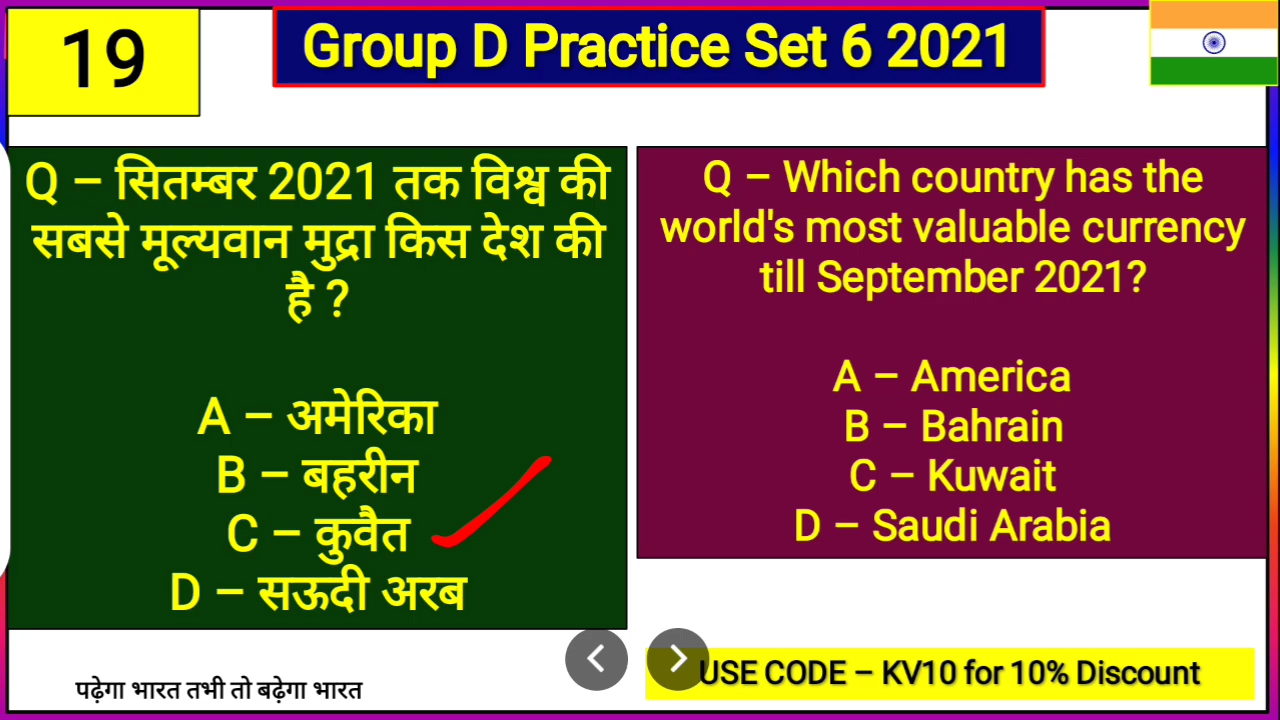 19
Group D Practice Set 6 2021
Q – सितम्बर 2021 तक विश्व की
सबसे मूल्यवान मुद्रा किस देश की
है ?
A – अमेरिका
B – बहरीन
C – कुवैत
D – सऊदी अरब
Q – Which country has the
world's most valuable currency
till September 2021?
A – America
B – Bahrain
C – Kuwait
D – Saudi Arabia
पढ़ेगा भारत तभी तो बढ़ेगा भारत
USE CODE – KV10 for 10% Discount